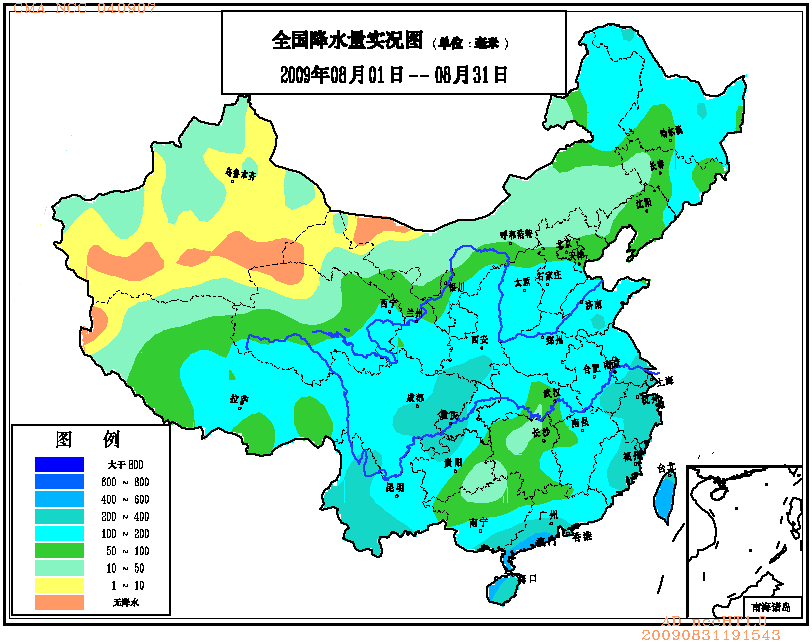 CMA NCC 040907
全国降水量实况图(单位:毫米)
2009年08月01日--08月31日
哈尔滨
长春
乌鲁木齐
沈阳
呼和浩特
北京
天津
银川
太原
石家庄
西宁
兰州
济南
西安
郑州
合肥
南京
上海
拉萨
成都
武汉
杭州
重庆
南昌
长沙
贵阳
福州
台北
昆明
南宁
广州
澳门
香港
海口
图 例
大于 800
600 ~ 800
400 ~ 600
200 ~ 400
100 ~ 200
50 ~ 100
10 ~ 50
1 ~ 10
无降水
南海诸岛
20090831191543